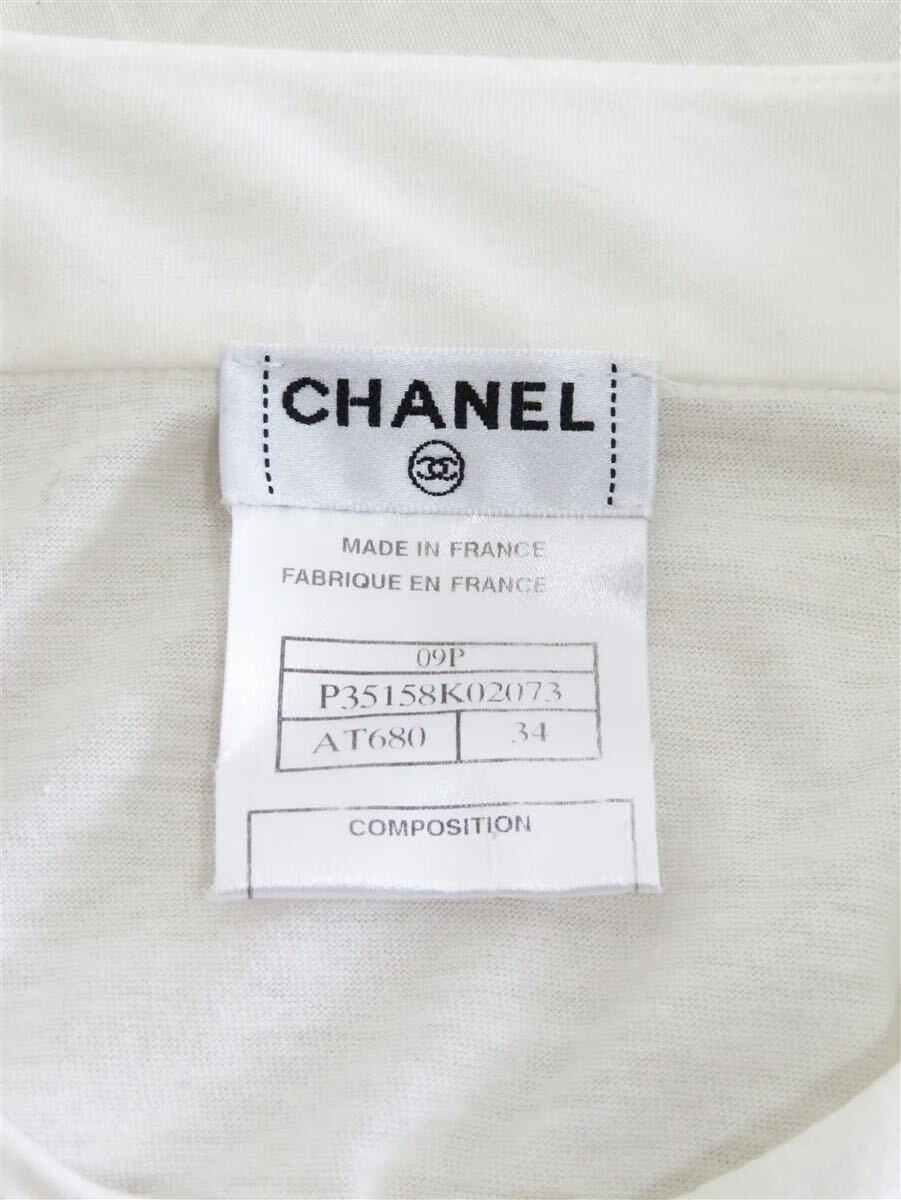 CHANEL
MADE IN FRANCE
FABRIQUE EN FRANCE
09P
P35158K02073
AT680 34
COMPOSITION